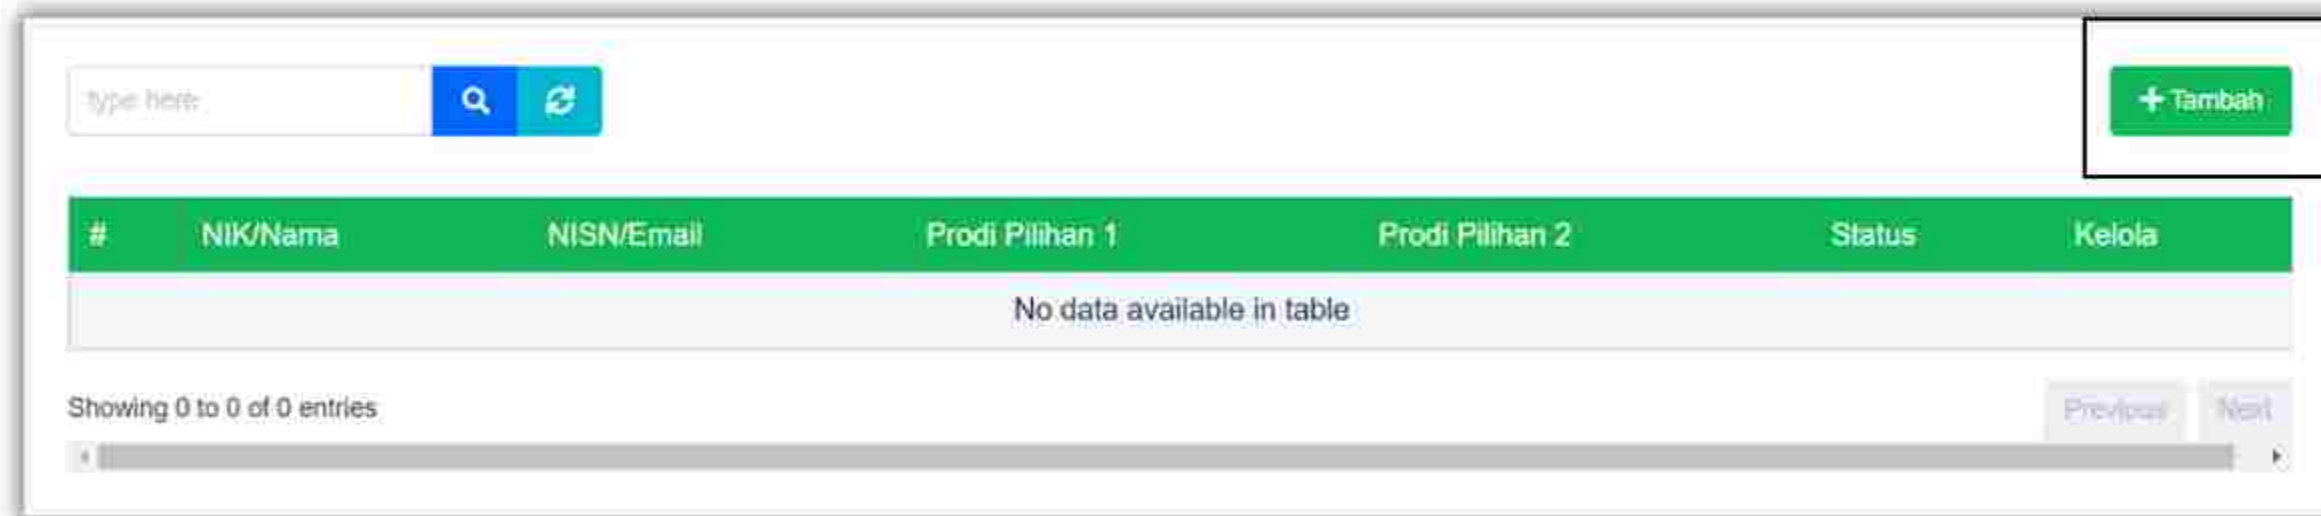 type here
+ Tambah
# NIK/Nama NISN/Email Prodi Pilihan 1 Prodi Pilihan 2 Status Kelola
No data available in table
Showing 0 to 0 of 0 entries
Previous Next